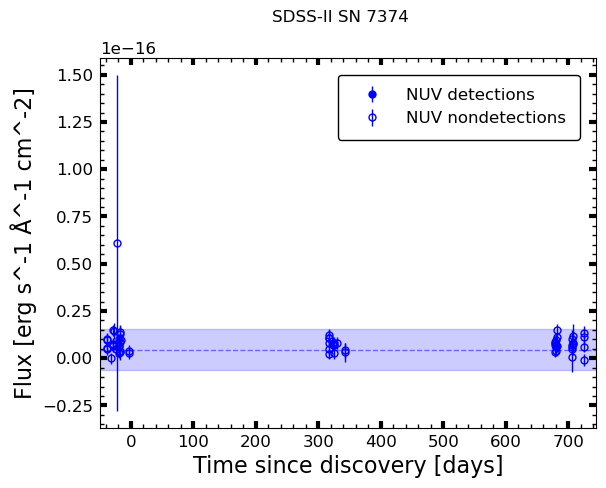 SDSS-II SN 7374
1e−16
1.50
1.25
1.00
0.75
0.50
0.25
0.00
−0.25
Flux [erg s^-1 Å^-1 cm^-2]
NUV detections
NUV nondetections
0 100 200 300 400 500 600 700
Time since discovery [days]